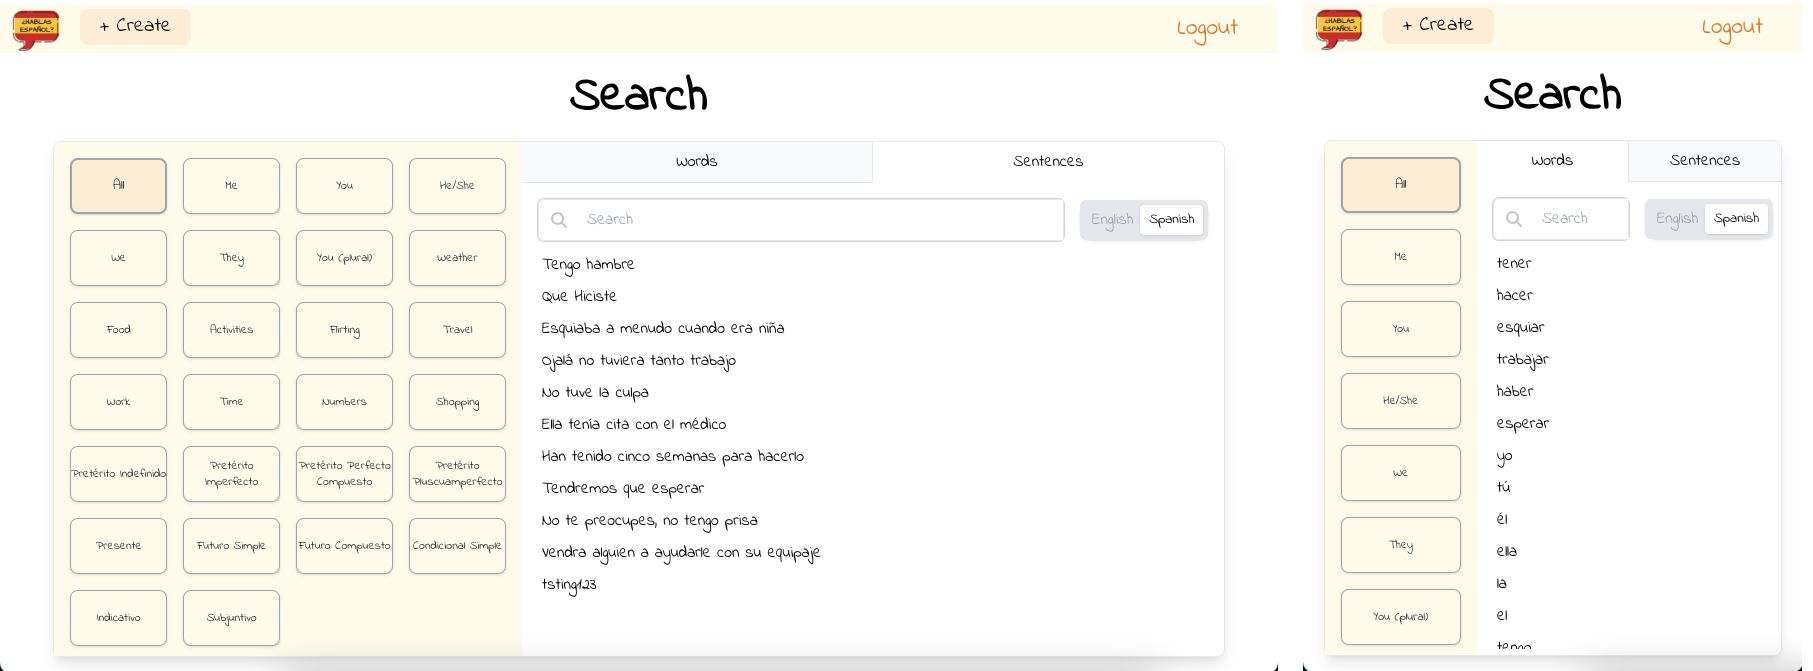 ¿HABLAS
ESPAÑOL?
+ Create
Logout
Search
All
Me
You
He/She
We
They
You (plural)
Weather
Food
Activities
Flirting
Travel
Work
Time
Numbers
Shopping
Pretérito Indefinido
Pretérito
Imperfecto
Pretérito Perfecto
Compuesto
Pretérito
Pluscuamperfecto
Presente
Futuro Simple
Futuro Compuesto
Condicional Simple
Indicativo
Subjuntivo
Words
Sentences
Search
English
Spanish
Tengo hambre
Que Hiciste
Esquiaba a menudo cuando era niña
Ojalá no tuviera tanto trabajo
No tuve la culpa
Ella tenía cita con el médico
Han tenido cinco semanas para hacerlo
Tendremos que esperar
No te preocupes, no tengo prisa
Vendra alguien a ayudarle con su equipaje
tsting123
¿HABLAS
ESPAÑOL?
+ Create
Logout
Search
All
Me
You
He/She
We
They
You (plural)
Words
Sentences
Search
English
Spanish
tener
hacer
esquiar
trabajar
haber
esperar
yo
tú
él
ella
la
el
tengo